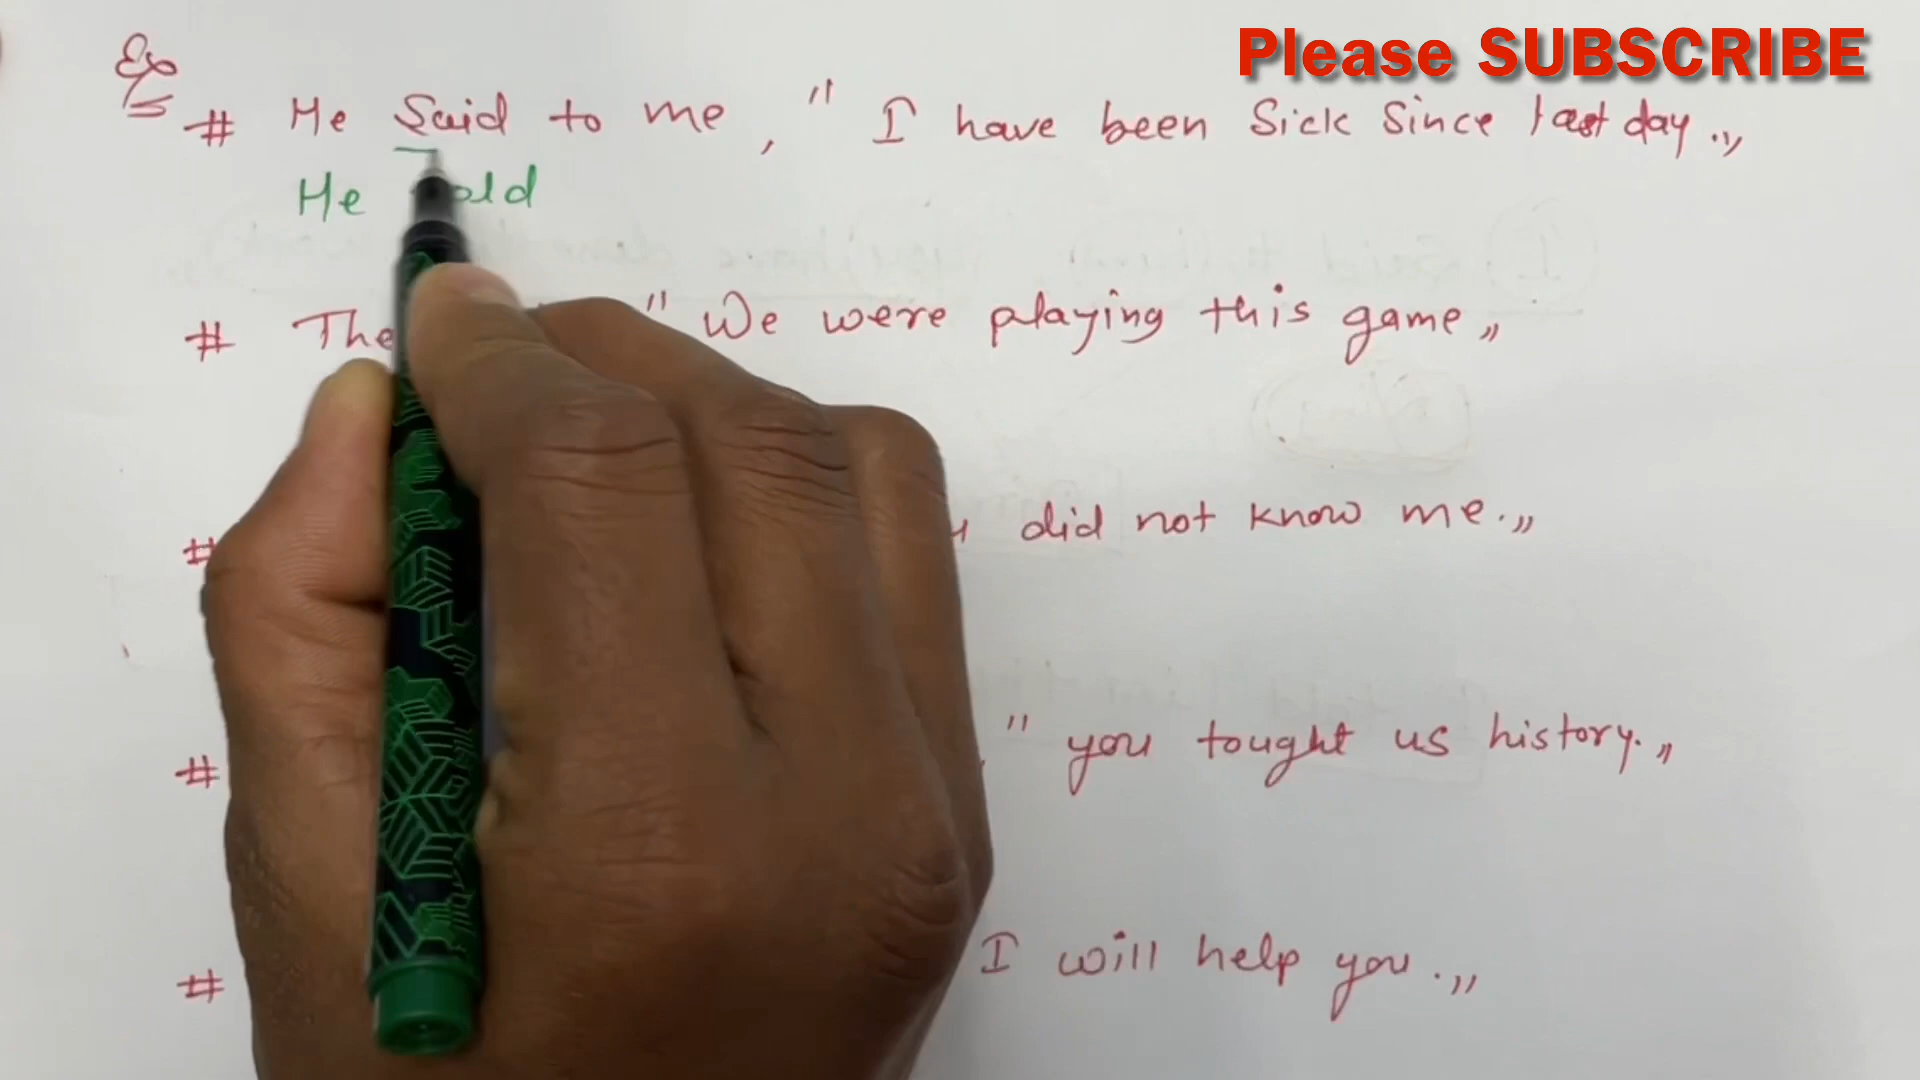 Please SUBSCRIBE
Ex
# He Said to me, " I have been Sick Since last day.,,
He told
# The " We were playing this game,,
# did not know me.,,
# " you tought us history.,,
# I will help you.,,